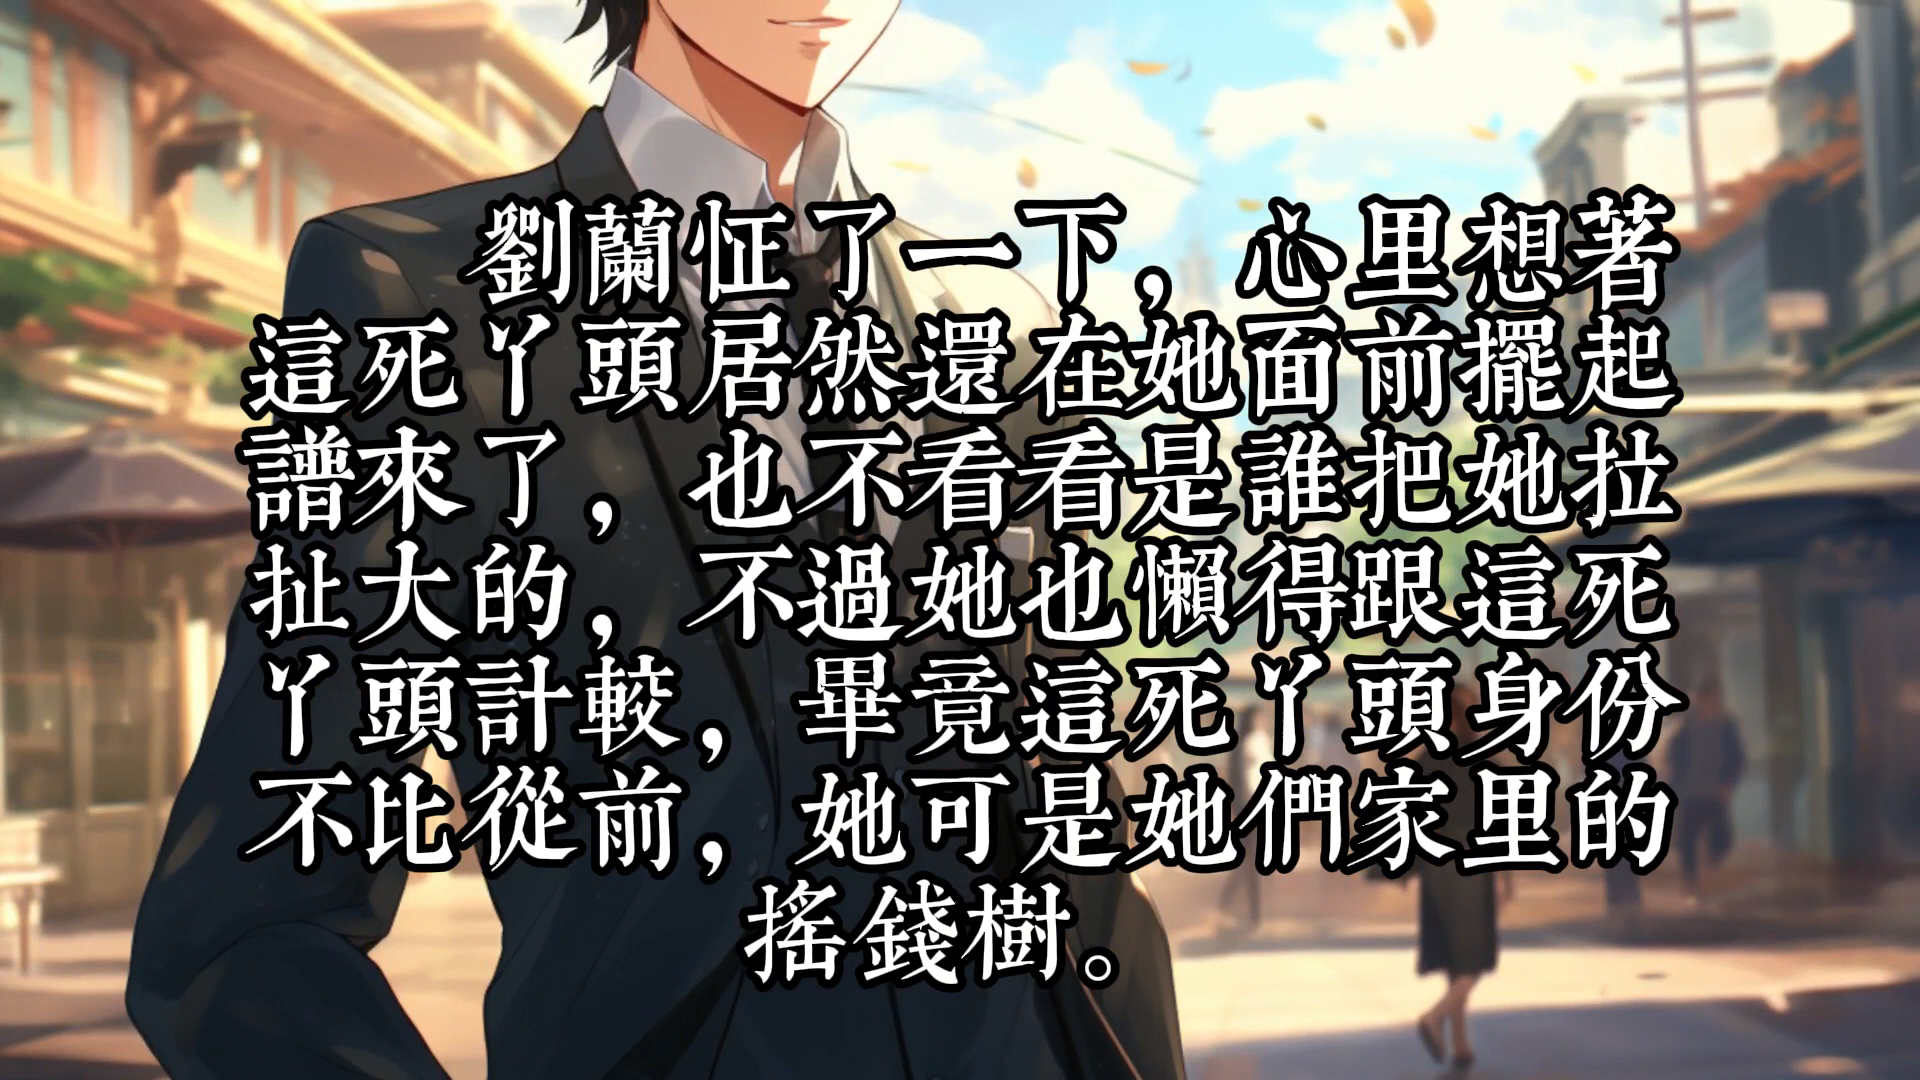 劉蘭怔了一下，心里想著
這死丫頭居然還在她面前擺起
譜來了，也不看看是誰把她拉
扯大的，不過她也懶得跟這死
丫頭計較，畢竟這死丫頭身份
不比從前，她可是她們家里的
搖錢樹。